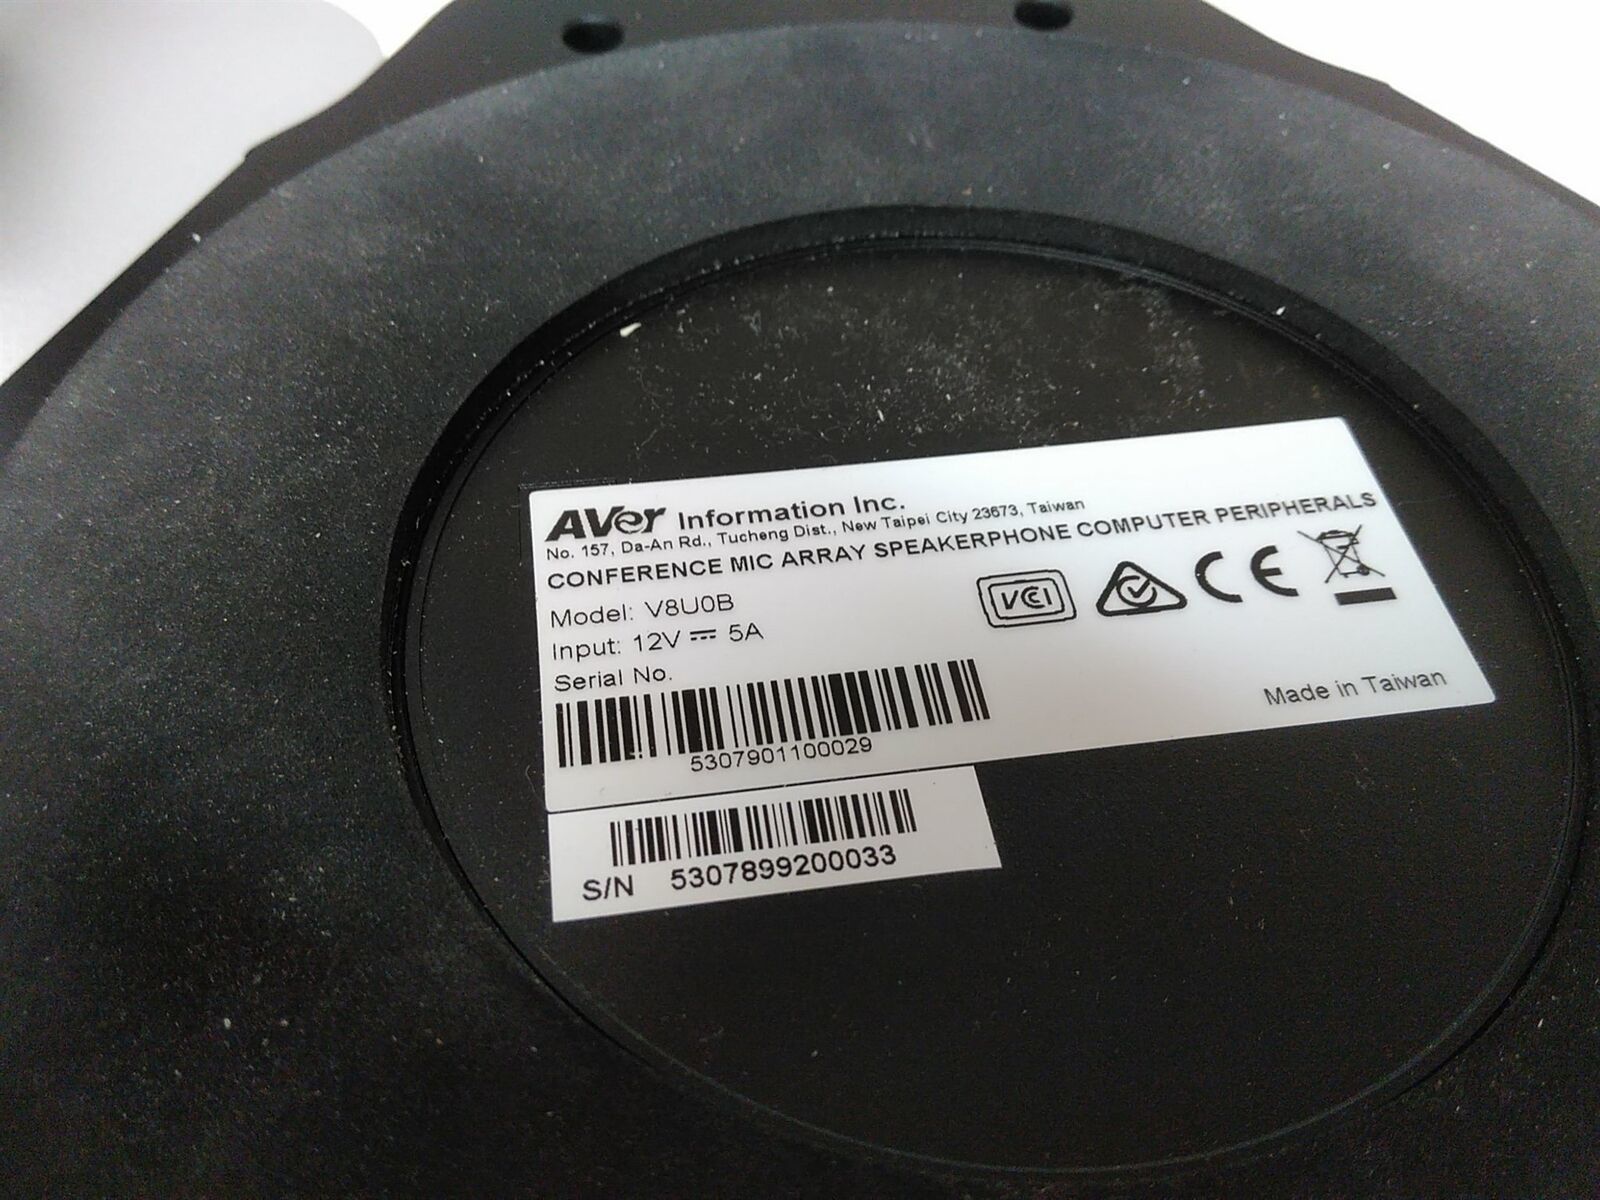 AVer Information Inc.
No. 157, Da-An Rd., Tucheng Dist., New Taipei City 23673, Taiwan
CONFERENCE MIC ARRAY SPEAKERPHONE COMPUTER PERIPHERALS
Model: V8U0B
Input: 12V ⎓ 5A
VCI
CE
Serial No.
5307901100029
Made in Taiwan
S/N 5307899200033